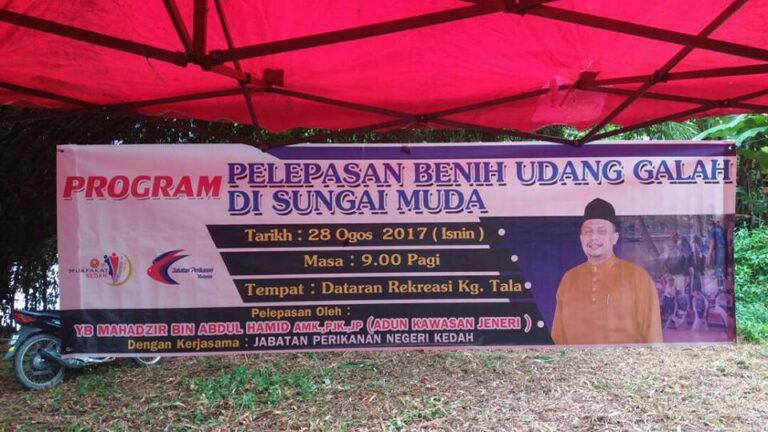 PROGRAM PELEPASAN BENIH UDANG GALAH
DI SUNGAI MUDA
Tarikh : 28 Ogos 2017 ( Isnin )
Masa : 9.00 Pagi
Tempat : Dataran Rekreasi Kg. Tala
MUAFAKAT
KEDAH
Jabatan Perikanan
Malaysia
Pelepasan Oleh :
YB MAHADZIR BIN ABDUL HAMID AMK.,PJK.,JP (ADUN KAWASAN JENERI )
Dengan Kerjasama : JABATAN PERIKANAN NEGERI KEDAH